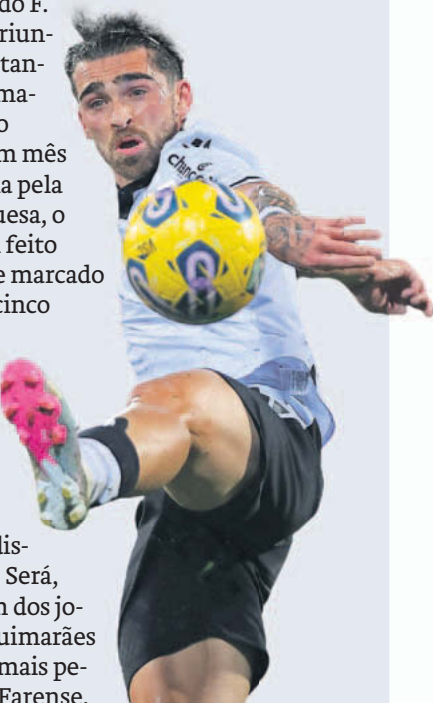 do F.
riun-
tan-
ma-
o
m mês
a pela
uesa, o
feito
e marcado
cinco
dis-
Será,
n dos jo-
uimarães
mais pe-
Farense.